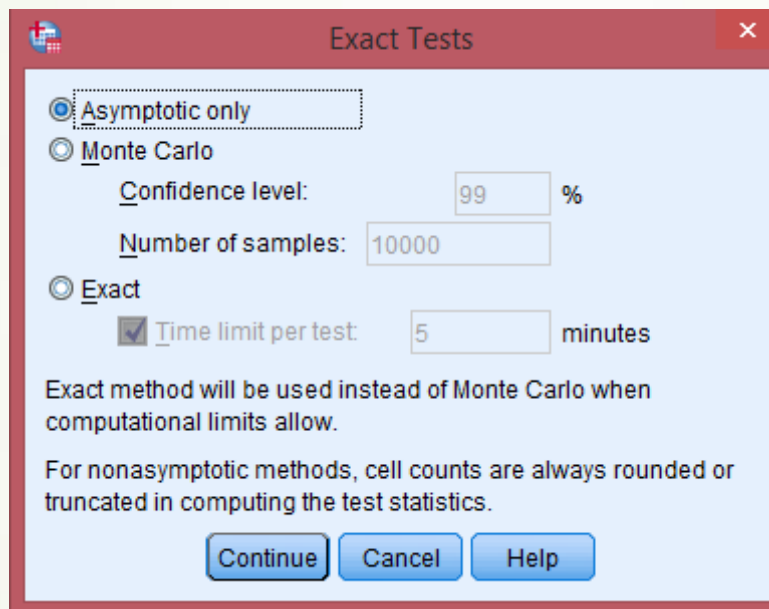 Exact Tests
Asymptotic only
Monte Carlo
Confidence level: 99 %
Number of samples: 10000
Exact
Time limit per test: 5 minutes
Exact method will be used instead of Monte Carlo when
computational limits allow.
For nonasymptotic methods, cell counts are always rounded or
truncated in computing the test statistics.
Continue Cancel Help